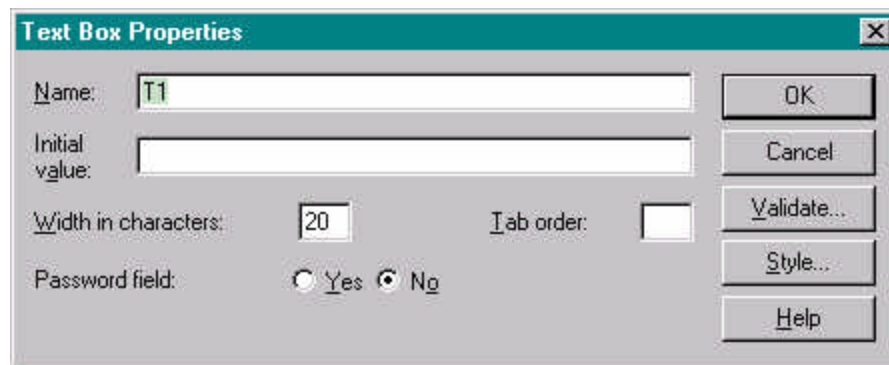 Text Box Properties
Name: T1 OK
Initial value: Cancel
Width in characters: 20 Tab order: Validate...
Style...
Password field: Yes No
Help